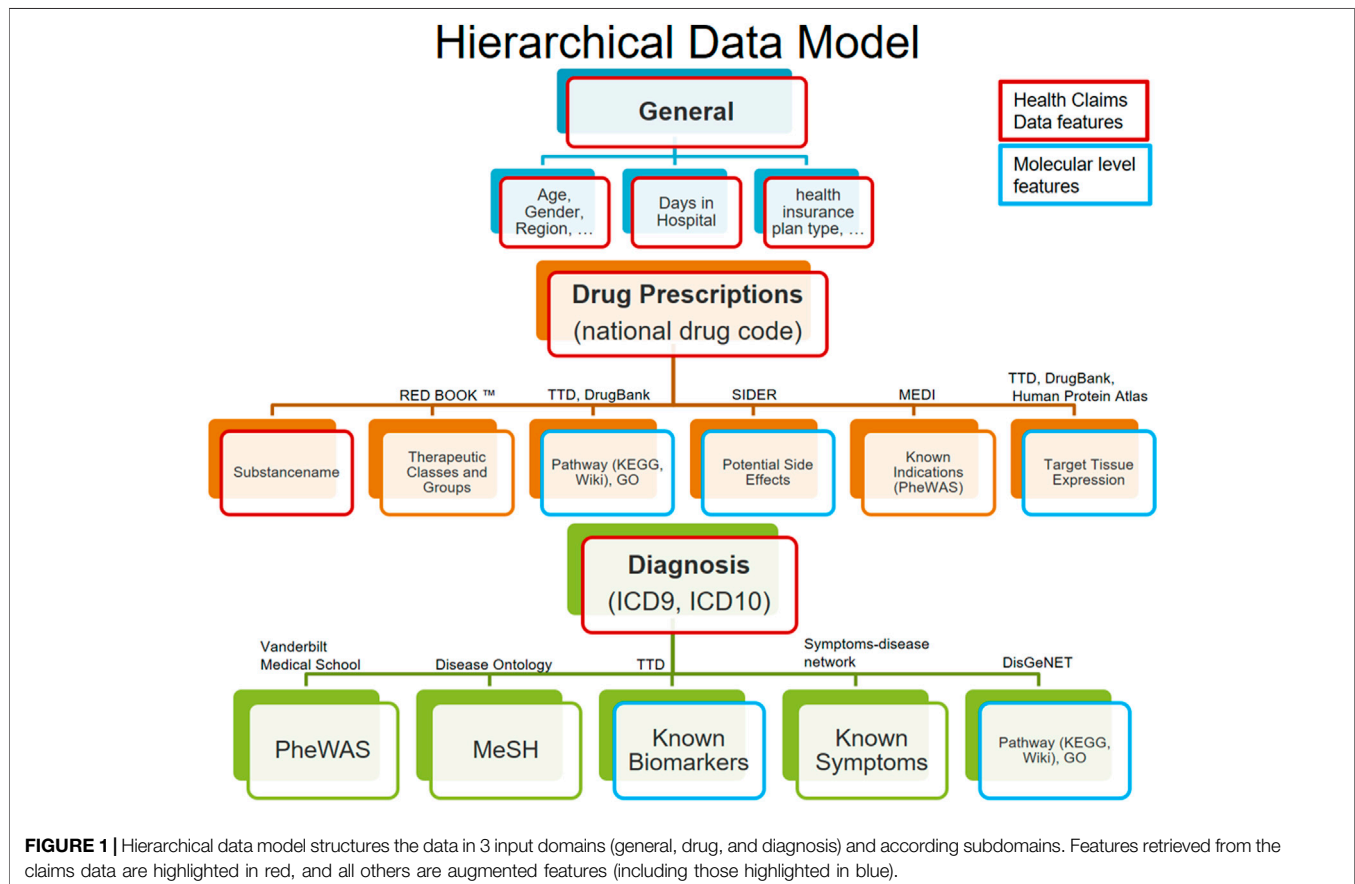 Hierarchical Data Model
General
Health Claims
Data features
Molecular level
features
Age,
Gender,
Region, ...
Days in
Hospital
health
insurance
plan type, ...
Drug Prescriptions
(national drug code)
RED BOOK ™
TTD, DrugBank
SIDER
MEDI
TTD, DrugBank,
Human Protein Atlas
Substancename
Therapeutic
Classes and
Groups
Pathway (KEGG,
Wiki), GO
Potential Side
Effects
Known
Indications
(PheWAS)
Target Tissue
Expression
Diagnosis
(ICD9, ICD10)
Vanderbilt
Medical School
Disease Ontology
TTD
Symptoms-disease
network
DisGeNET
PheWAS
MeSH
Known
Biomarkers
Known
Symptoms
Pathway (KEGG,
Wiki), GO
FIGURE 1 | Hierarchical data model structures the data in 3 input domains (general, drug, and diagnosis) and according subdomains. Features retrieved from the
claims data are highlighted in red, and all others are augmented features (including those highlighted in blue).